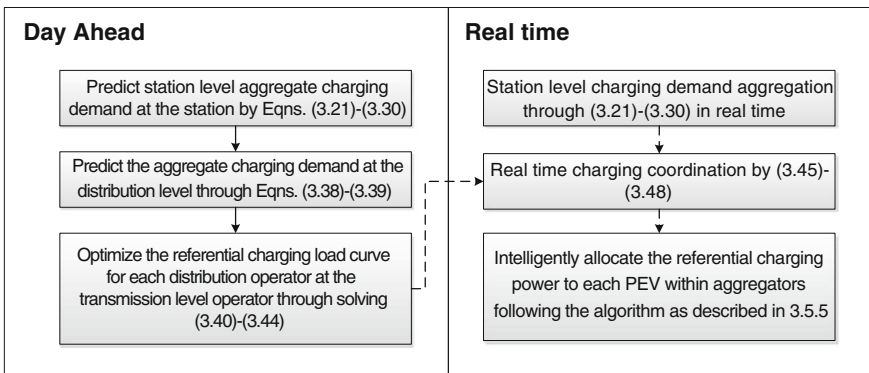 Day Ahead
Predict station level aggregate charging
demand at the station by Eqns. (3.21)-(3.30)
Predict the aggregate charging demand at the
distribution level through Eqns. (3.38)-(3.39)
Optimize the referential charging load curve
for each distribution operator at the
transmission level operator through solving
(3.40)-(3.44)
Real time
Station level charging demand aggregation
through (3.21)-(3.30) in real time
Real time charging coordination by (3.45)-
(3.48)
Intelligently allocate the referential charging
power to each PEV within aggregators
following the algorithm as described in 3.5.5